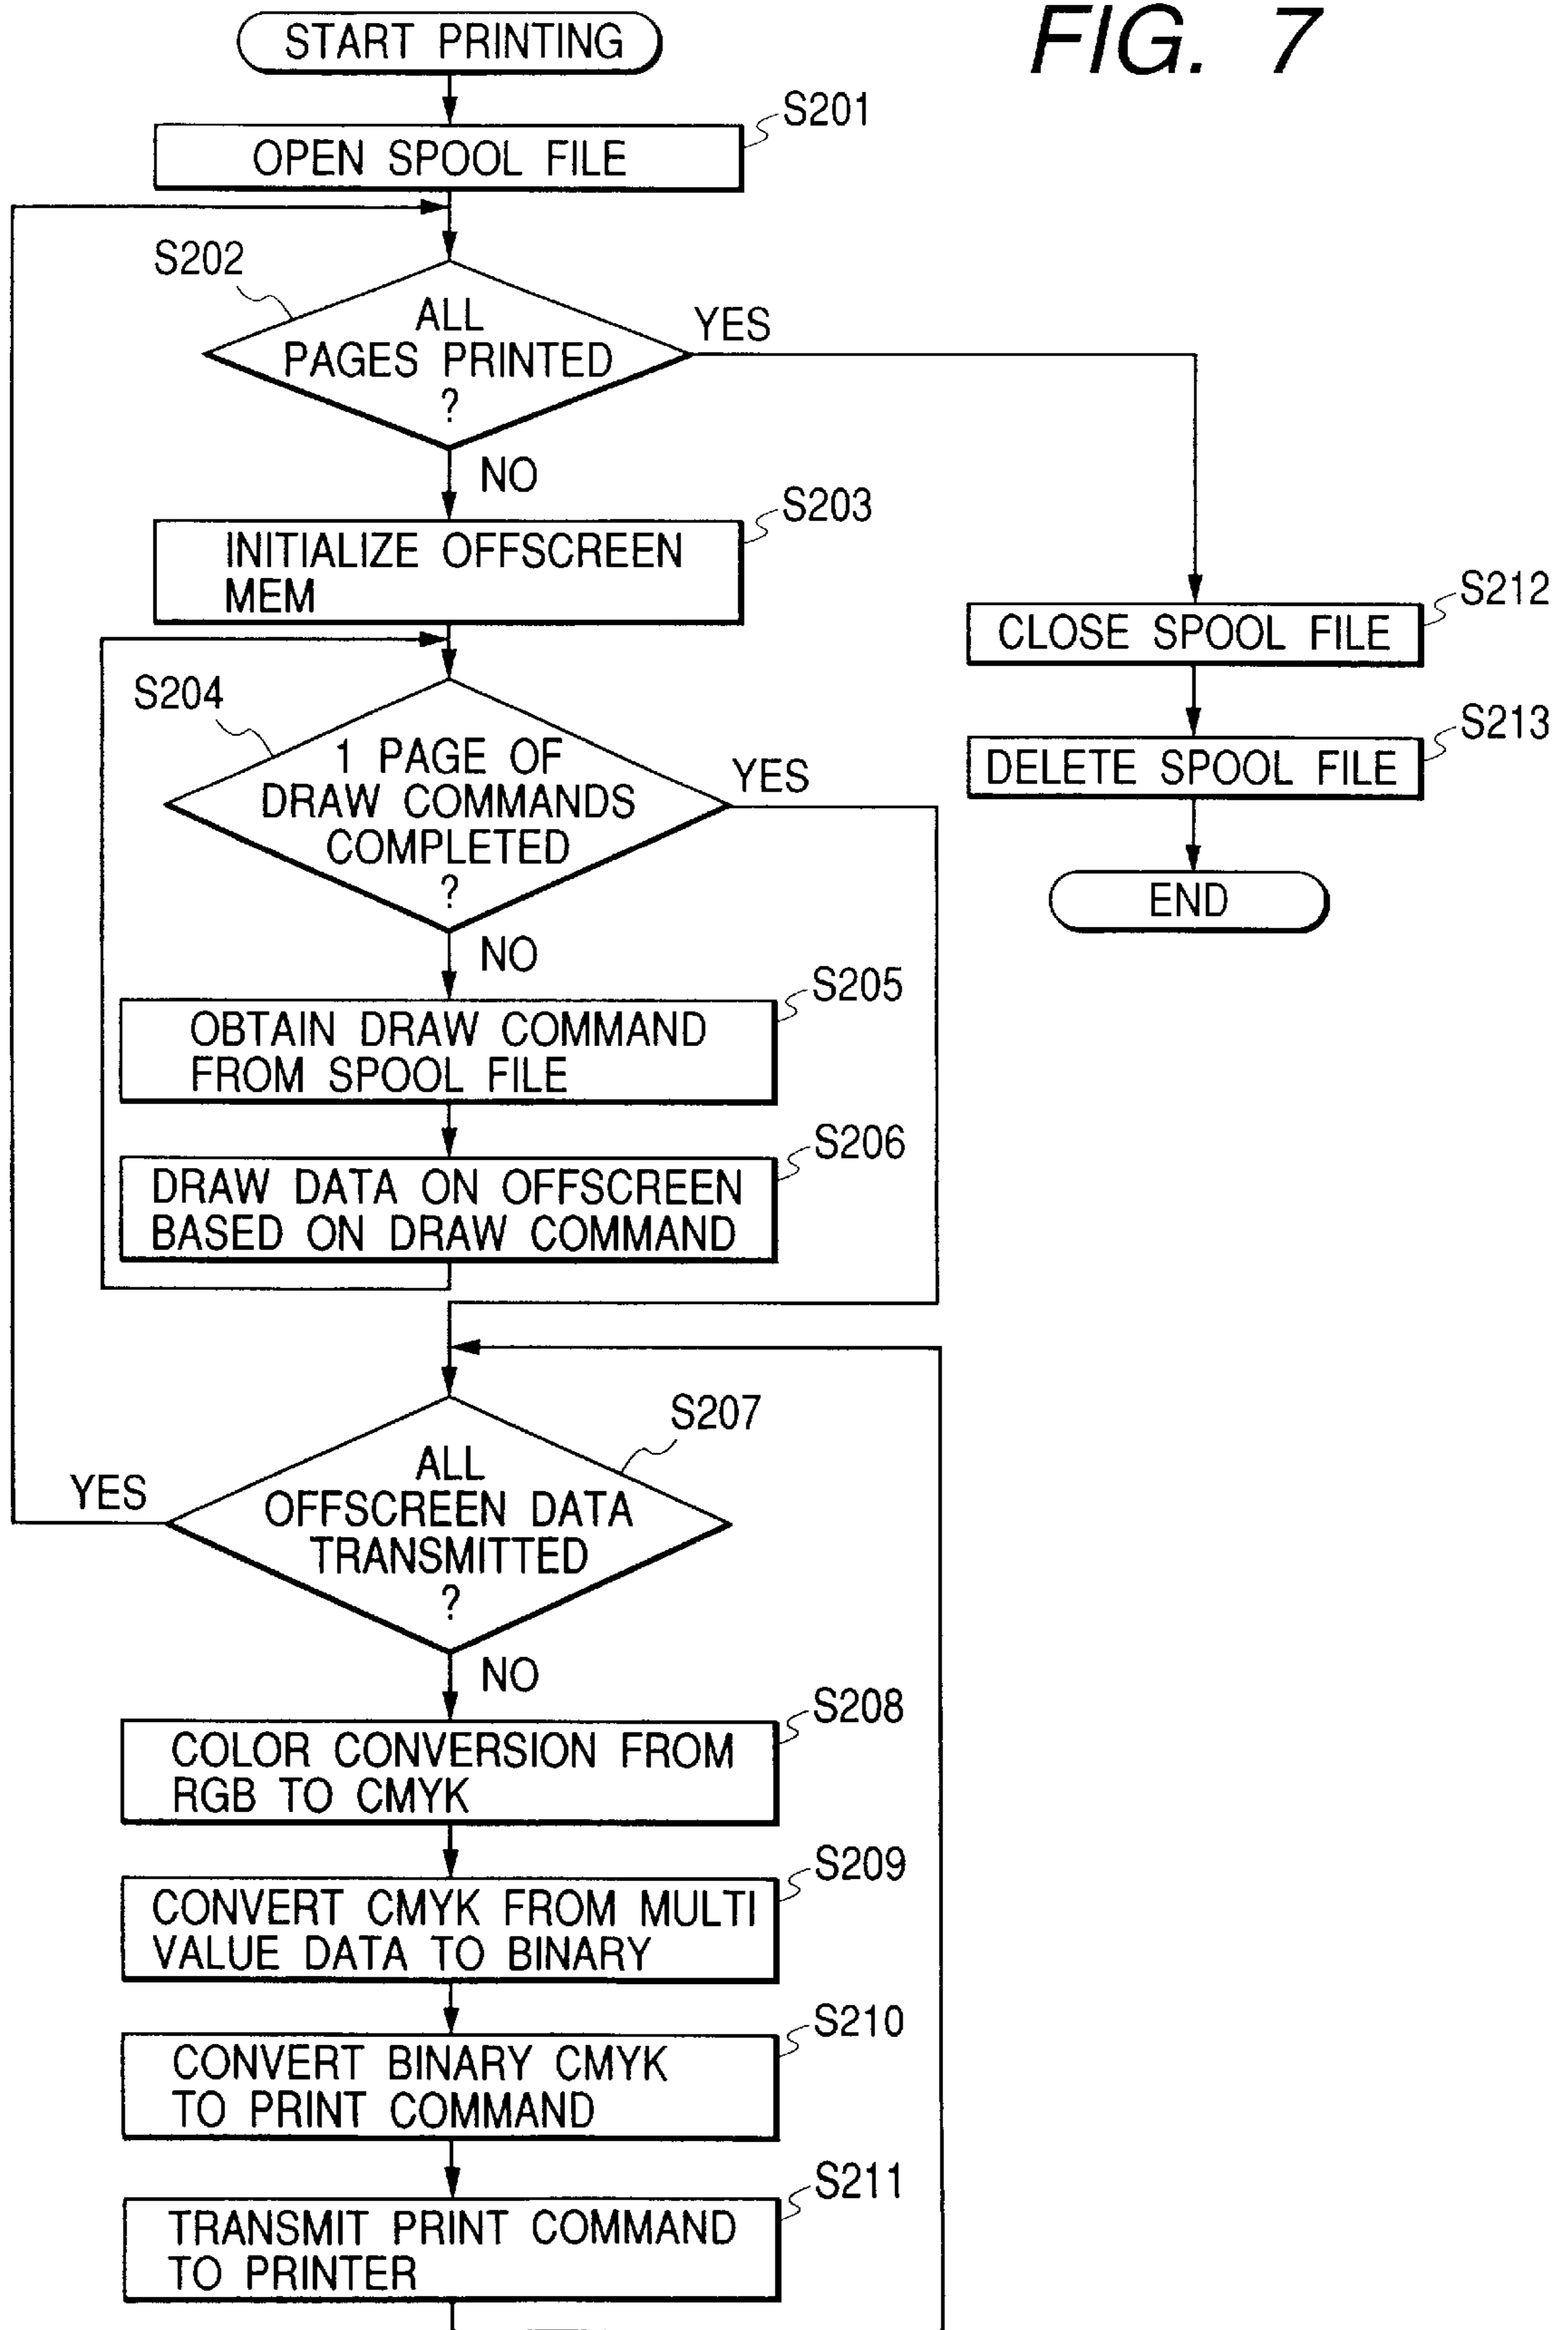 FIG. 7
START PRINTING
S201
OPEN SPOOL FILE
S202
ALL
PAGES PRINTED
?
YES
NO
S203
INITIALIZE OFFSCREEN
MEM
S212
CLOSE SPOOL FILE
S213
DELETE SPOOL FILE
END
S204
1 PAGE OF
DRAW COMMANDS
COMPLETED
?
YES
NO
S205
OBTAIN DRAW COMMAND
FROM SPOOL FILE
S206
DRAW DATA ON OFFSCREEN
BASED ON DRAW COMMAND
S207
ALL
OFFSCREEN DATA
TRANSMITTED
?
YES
NO
S208
COLOR CONVERSION FROM
RGB TO CMYK
S209
CONVERT CMYK FROM MULTI
VALUE DATA TO BINARY
S210
CONVERT BINARY CMYK
TO PRINT COMMAND
S211
TRANSMIT PRINT COMMAND
TO PRINTER